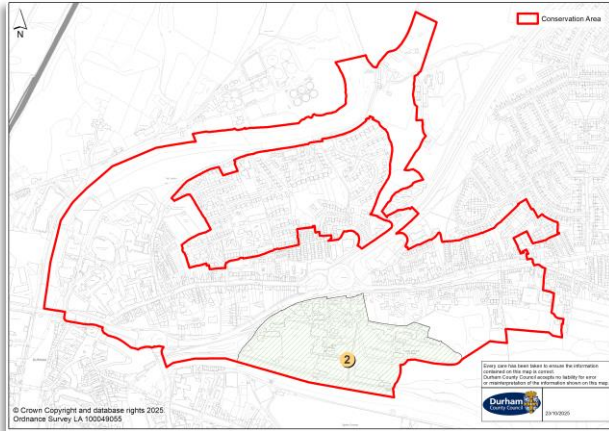 N
Conservation Area
2
Every care has been taken to ensure the information
contained on this map is correct.
Durham County Council accepts no liability for error
or misinterpretation of the information shown on this map.
Durham
County Council
23/10/2025
© Crown Copyright and database rights 2025.
Ordnance Survey LA 100049055